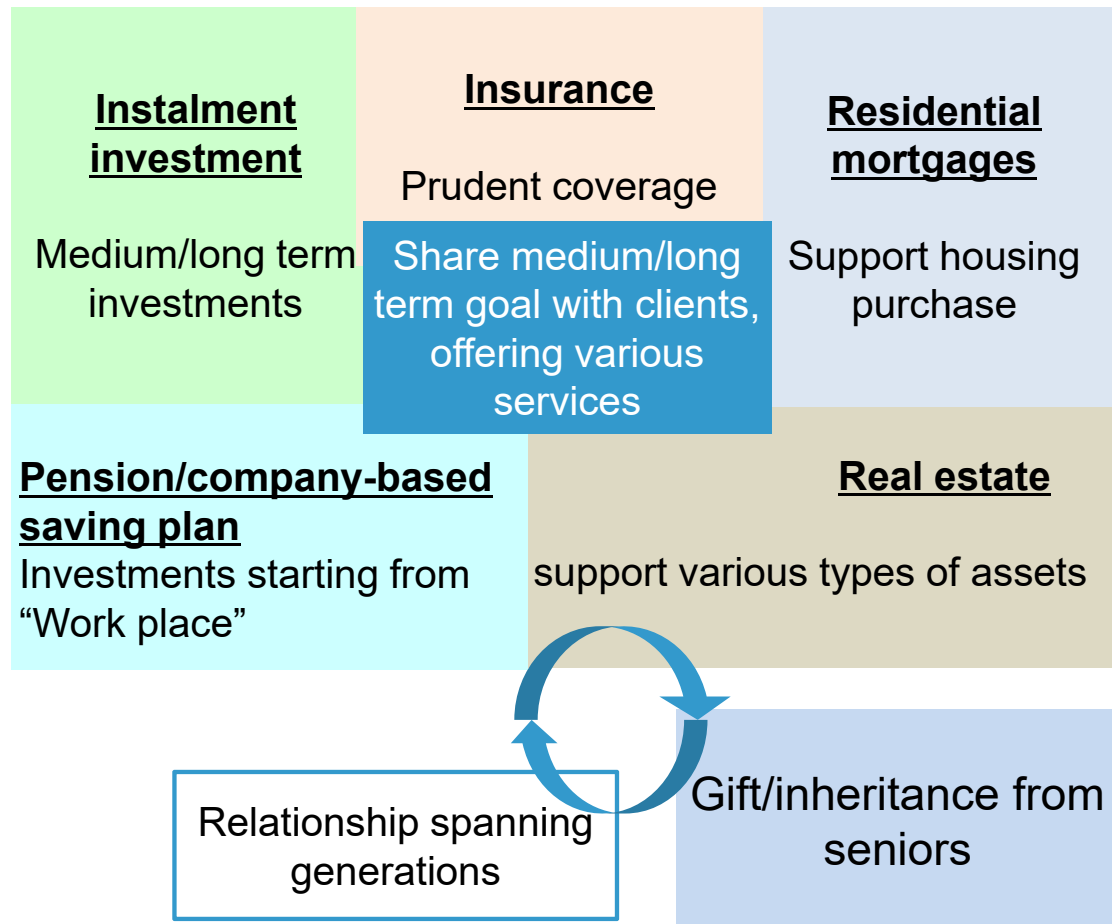 Instalment
investment
Medium/long term
investments
Insurance
Prudent coverage
Residential
mortgages
Support housing
purchase
Share medium/long
term goal with clients,
offering various
services
Pension/company-based
saving plan
Investments starting from
“Work place”
Real estate
support various types of assets
Relationship spanning
generations
Gift/inheritance from
seniors